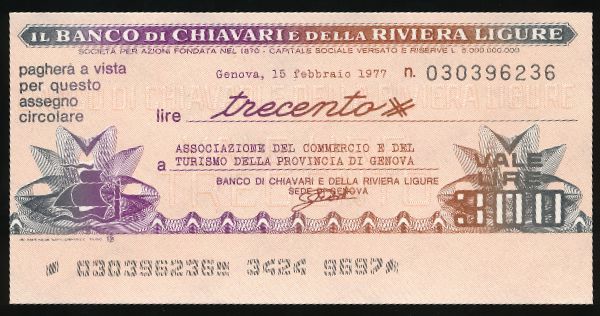 IL BANCO DI CHIAVARI E DELLA RIVIERA LIGURE
SOCIETÀ PER AZIONI FONDATA NEL 1870 - CAPITALE SOCIALE VERSATO E RISERVE L. 5.000.000.000
pagherà a vista
per questo
assegno
circolare
Genova, 15 febbraio 1977 n. 030396236
lire trecento
a ASSOCIAZIONE DEL COMMERCIO E DEL
TURISMO DELLA PROVINCIA DI GENOVA
BANCO DI CHIAVARI E DELLA RIVIERA LIGURE
SEDE DI GENOVA
VALE
LIRE
300
030396236 3424 9697